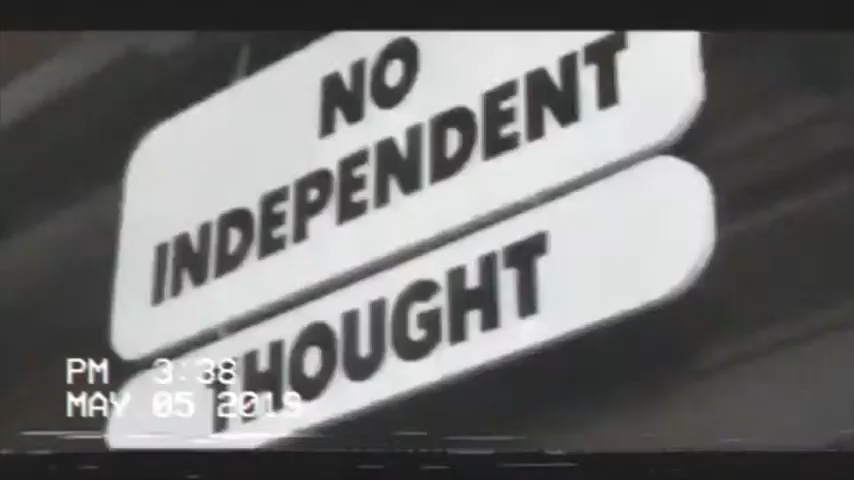 NO
INDEPENDENT
THOUGHT
PM 3:38
MAY 05 2019